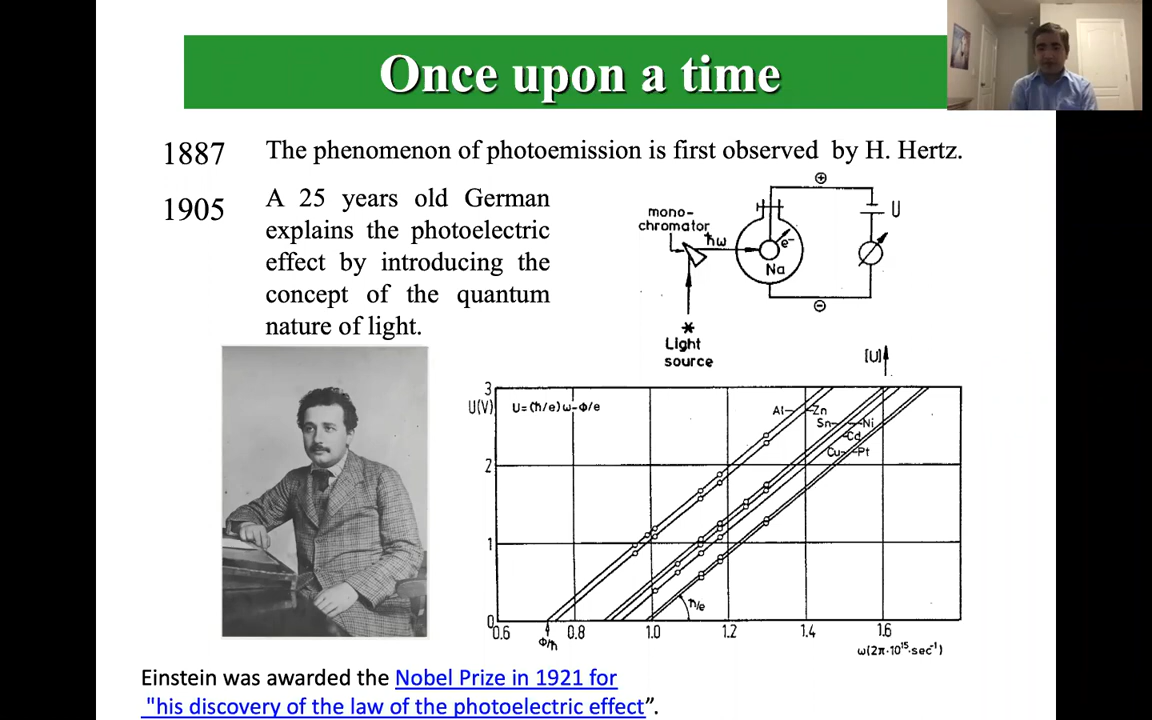 Once upon a time
1887 The phenomenon of photoemission is first observed by H. Hertz.
1905 A 25 years old German
explains the photoelectric
effect by introducing the
concept of the quantum
nature of light.
mono-
chromator
ħω
e-
Na
⊕
U
⊖
*
Light
source
[U]
3
U(V)
U=(ħ/e)ω-Φ/e
Al Zn
Sn Ni
Cd
Cu Pt
2
1
0
ħ/e
0.6 0.8 1.0 1.2 1.4 1.6
Φ/ħ
ω(2π·10¹⁵·sec⁻¹)
Einstein was awarded the Nobel Prize in 1921 for
"his discovery of the law of the photoelectric effect”.